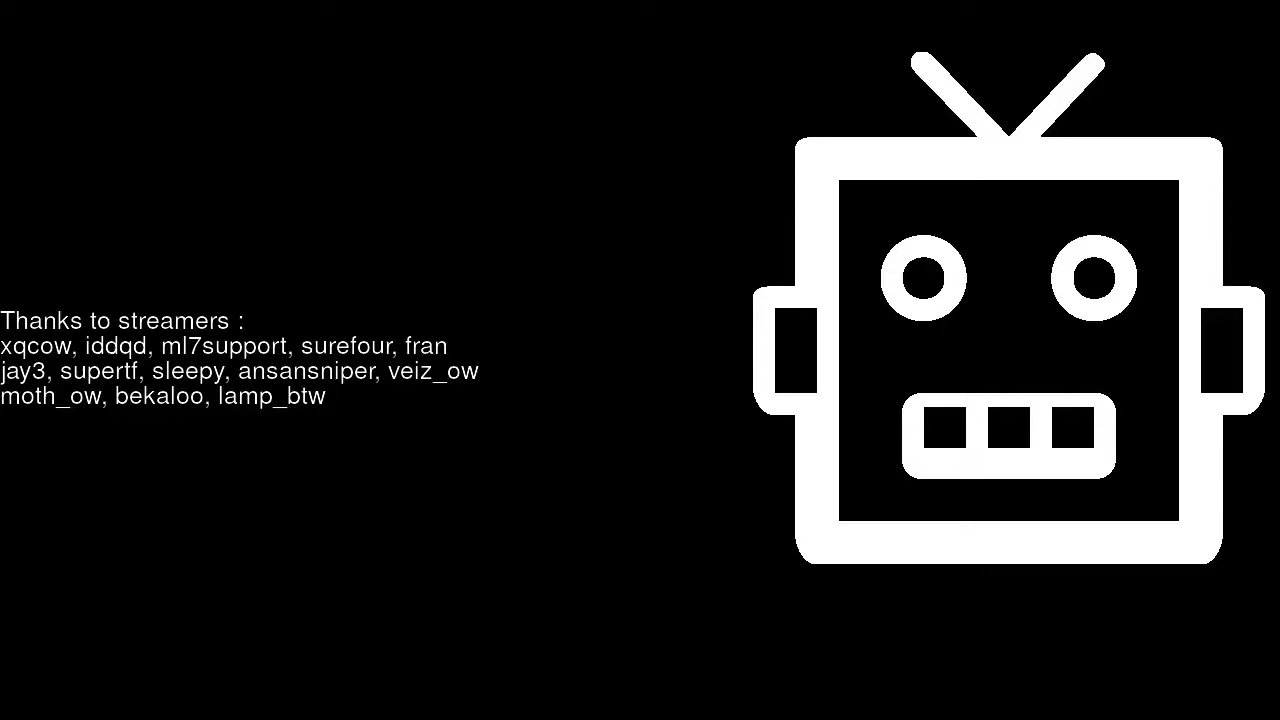 Thanks to streamers :
xqcow, iddqd, ml7support, surefour, fran
jay3, supertf, sleepy, ansansniper, veiz_ow
moth_ow, bekaloo, lamp_btw